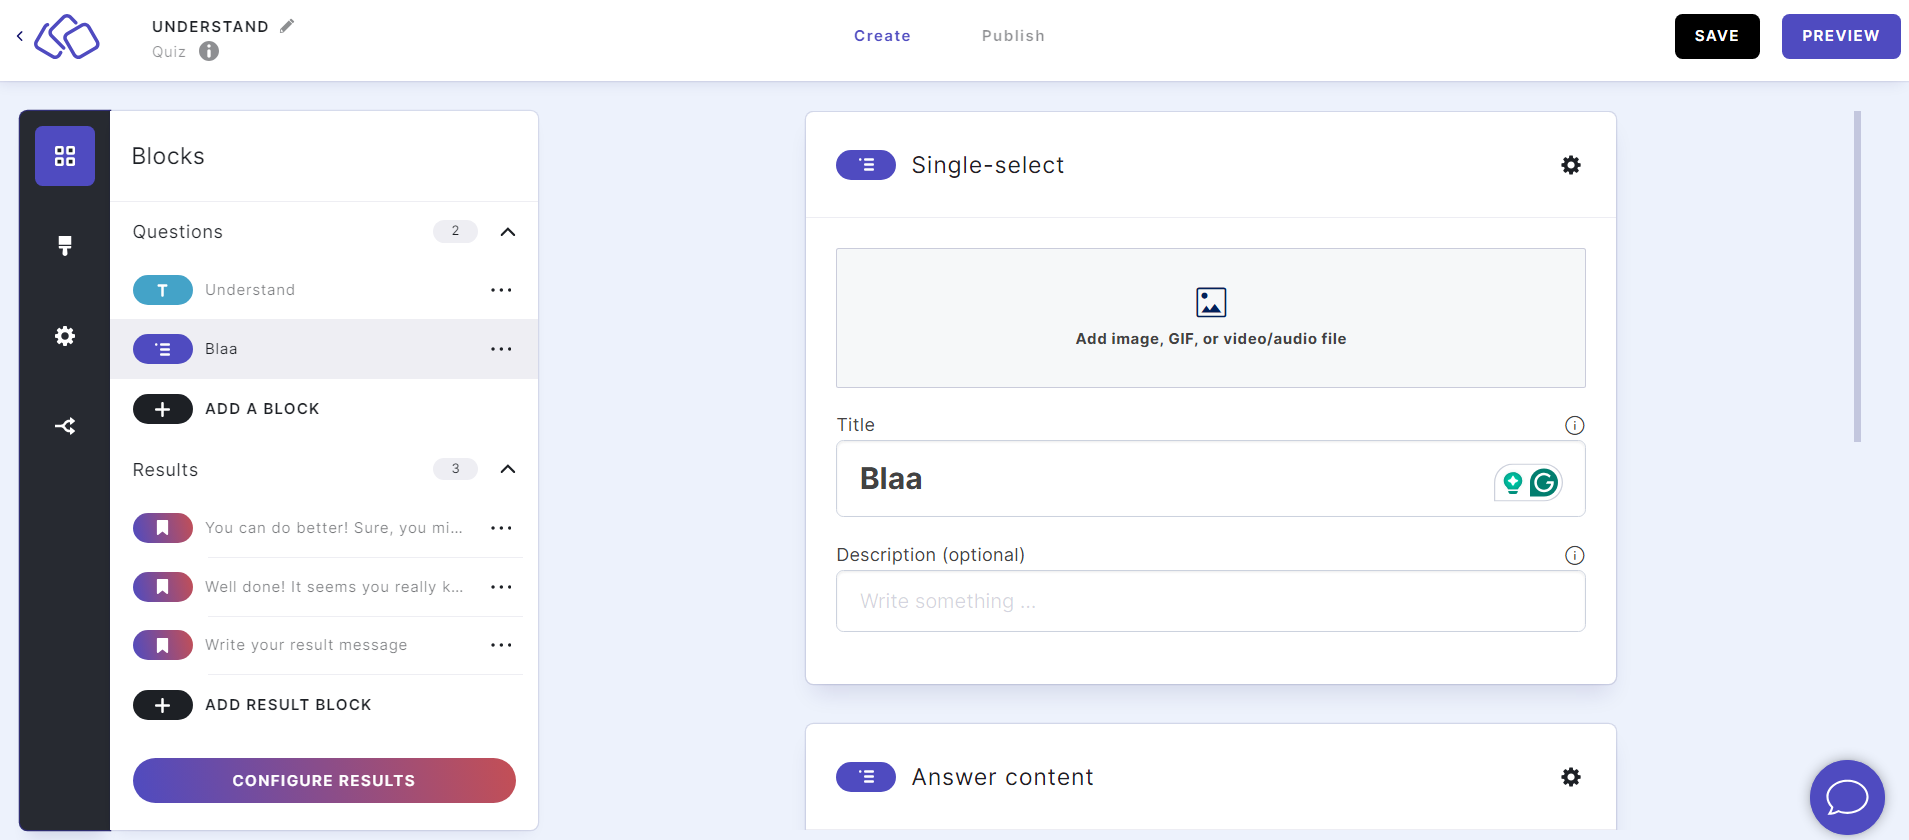 UNDERSTAND
Quiz
Create
Publish
SAVE
PREVIEW
Blocks
Questions
2
Understand
Blaa
ADD A BLOCK
Results
3
You can do better! Sure, you mi...
Well done! It seems you really k...
Write your result message
ADD RESULT BLOCK
CONFIGURE RESULTS
Single-select
Add image, GIF, or video/audio file
Title
Blaa
Description (optional)
Write something ...
Answer content